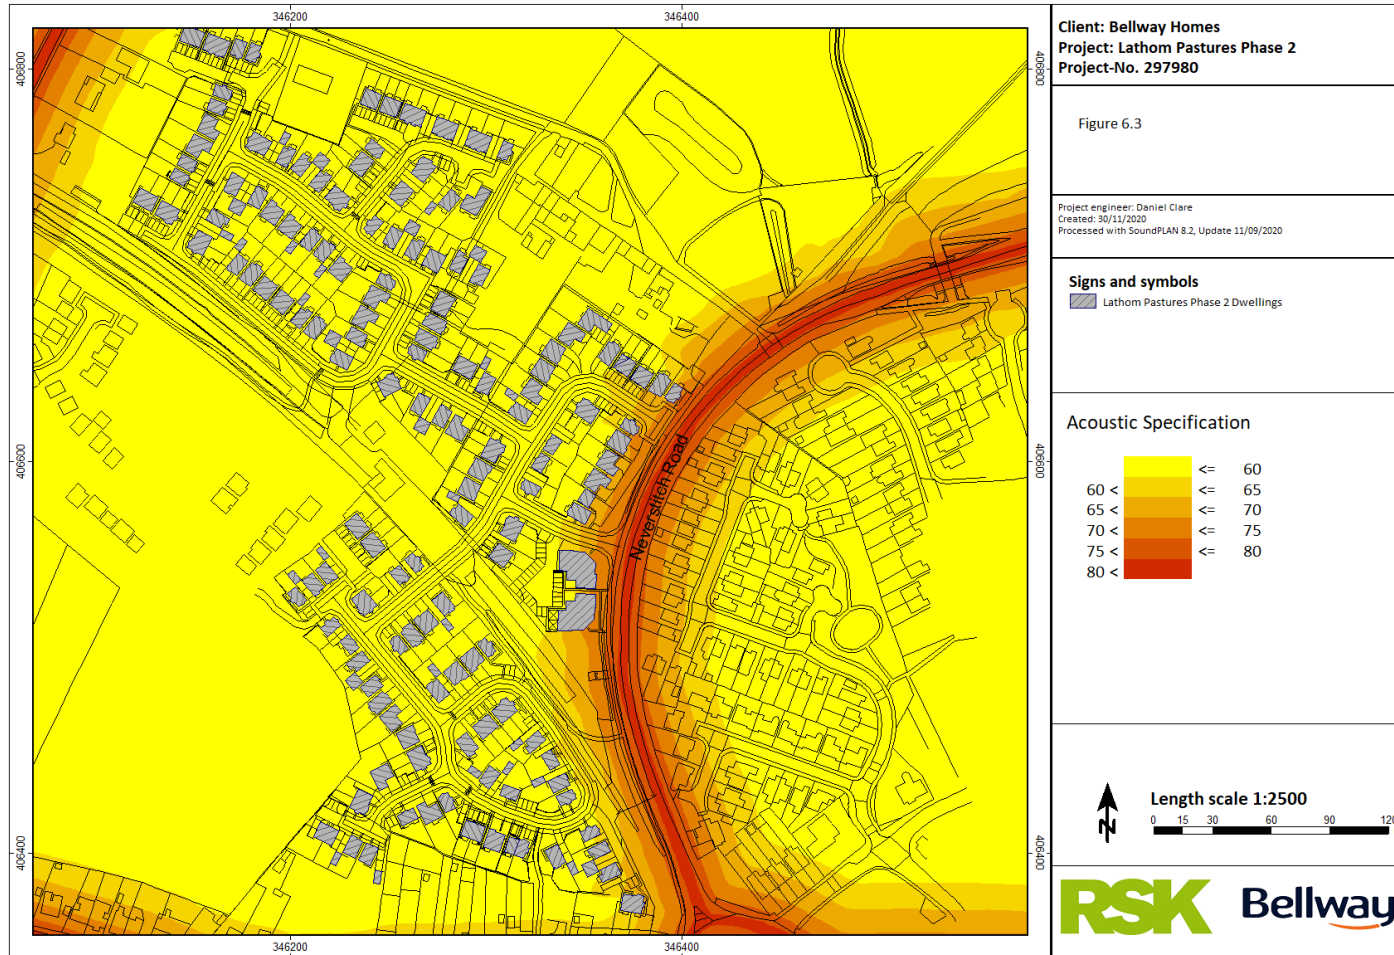 346200
346400
406800
406800
406600
406600
406400
406400
346200
346400
Neverstitch Road
Client: Bellway Homes
Project: Lathom Pastures Phase 2
Project-No. 297980
Figure 6.3
Project engineer: Daniel Clare
Created: 30/11/2020
Processed with SoundPLAN 8.2, Update 11/09/2020
Signs and symbols
Lathom Pastures Phase 2 Dwellings
Acoustic Specification
<= 60
60 < <= 65
65 < <= 70
70 < <= 75
75 < <= 80
80 <
N
Length scale 1:2500
0 15 30 60 90 120
RSK Bellway